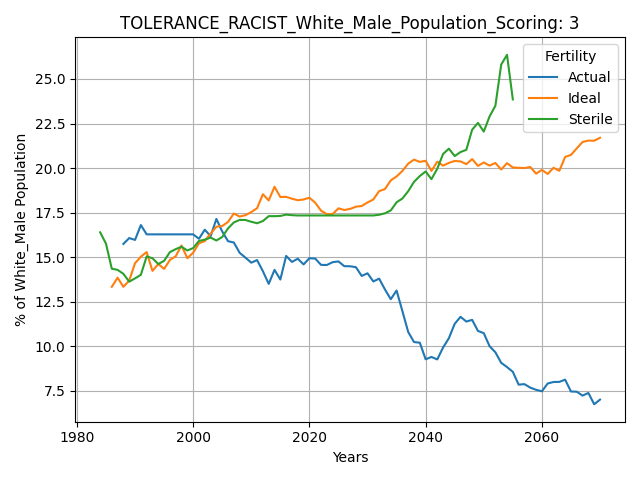 TOLERANCE_RACIST_White_Male_Population_Scoring: 3
Fertility
Actual
Ideal
Sterile
% of White_Male Population
25.0
22.5
20.0
17.5
15.0
12.5
10.0
7.5
1980 2000 2020 2040 2060
Years